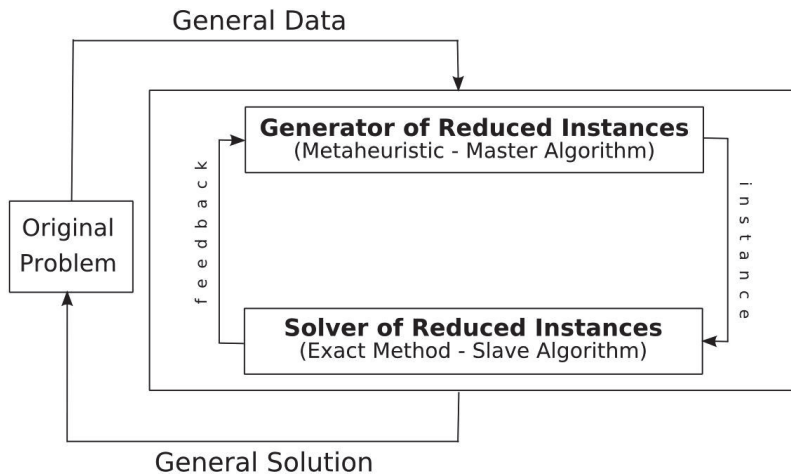 General Data
Generator of Reduced Instances
(Metaheuristic - Master Algorithm)
feedback
instance
Original
Problem
Solver of Reduced Instances
(Exact Method - Slave Algorithm)
General Solution